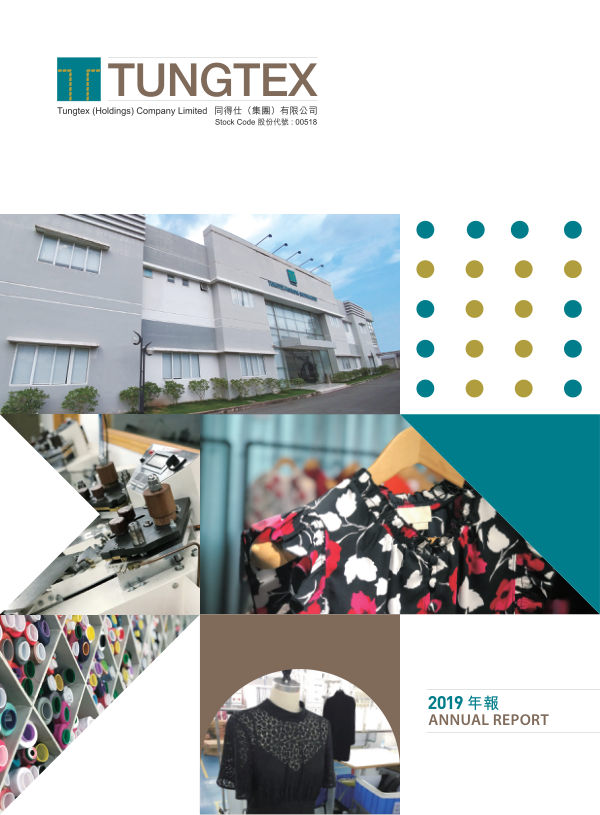 TUNGTEX
Tungtex (Holdings) Company Limited 同得仕（集團）有限公司
Stock Code 股份代號 : 00518
2019 年報
ANNUAL REPORT